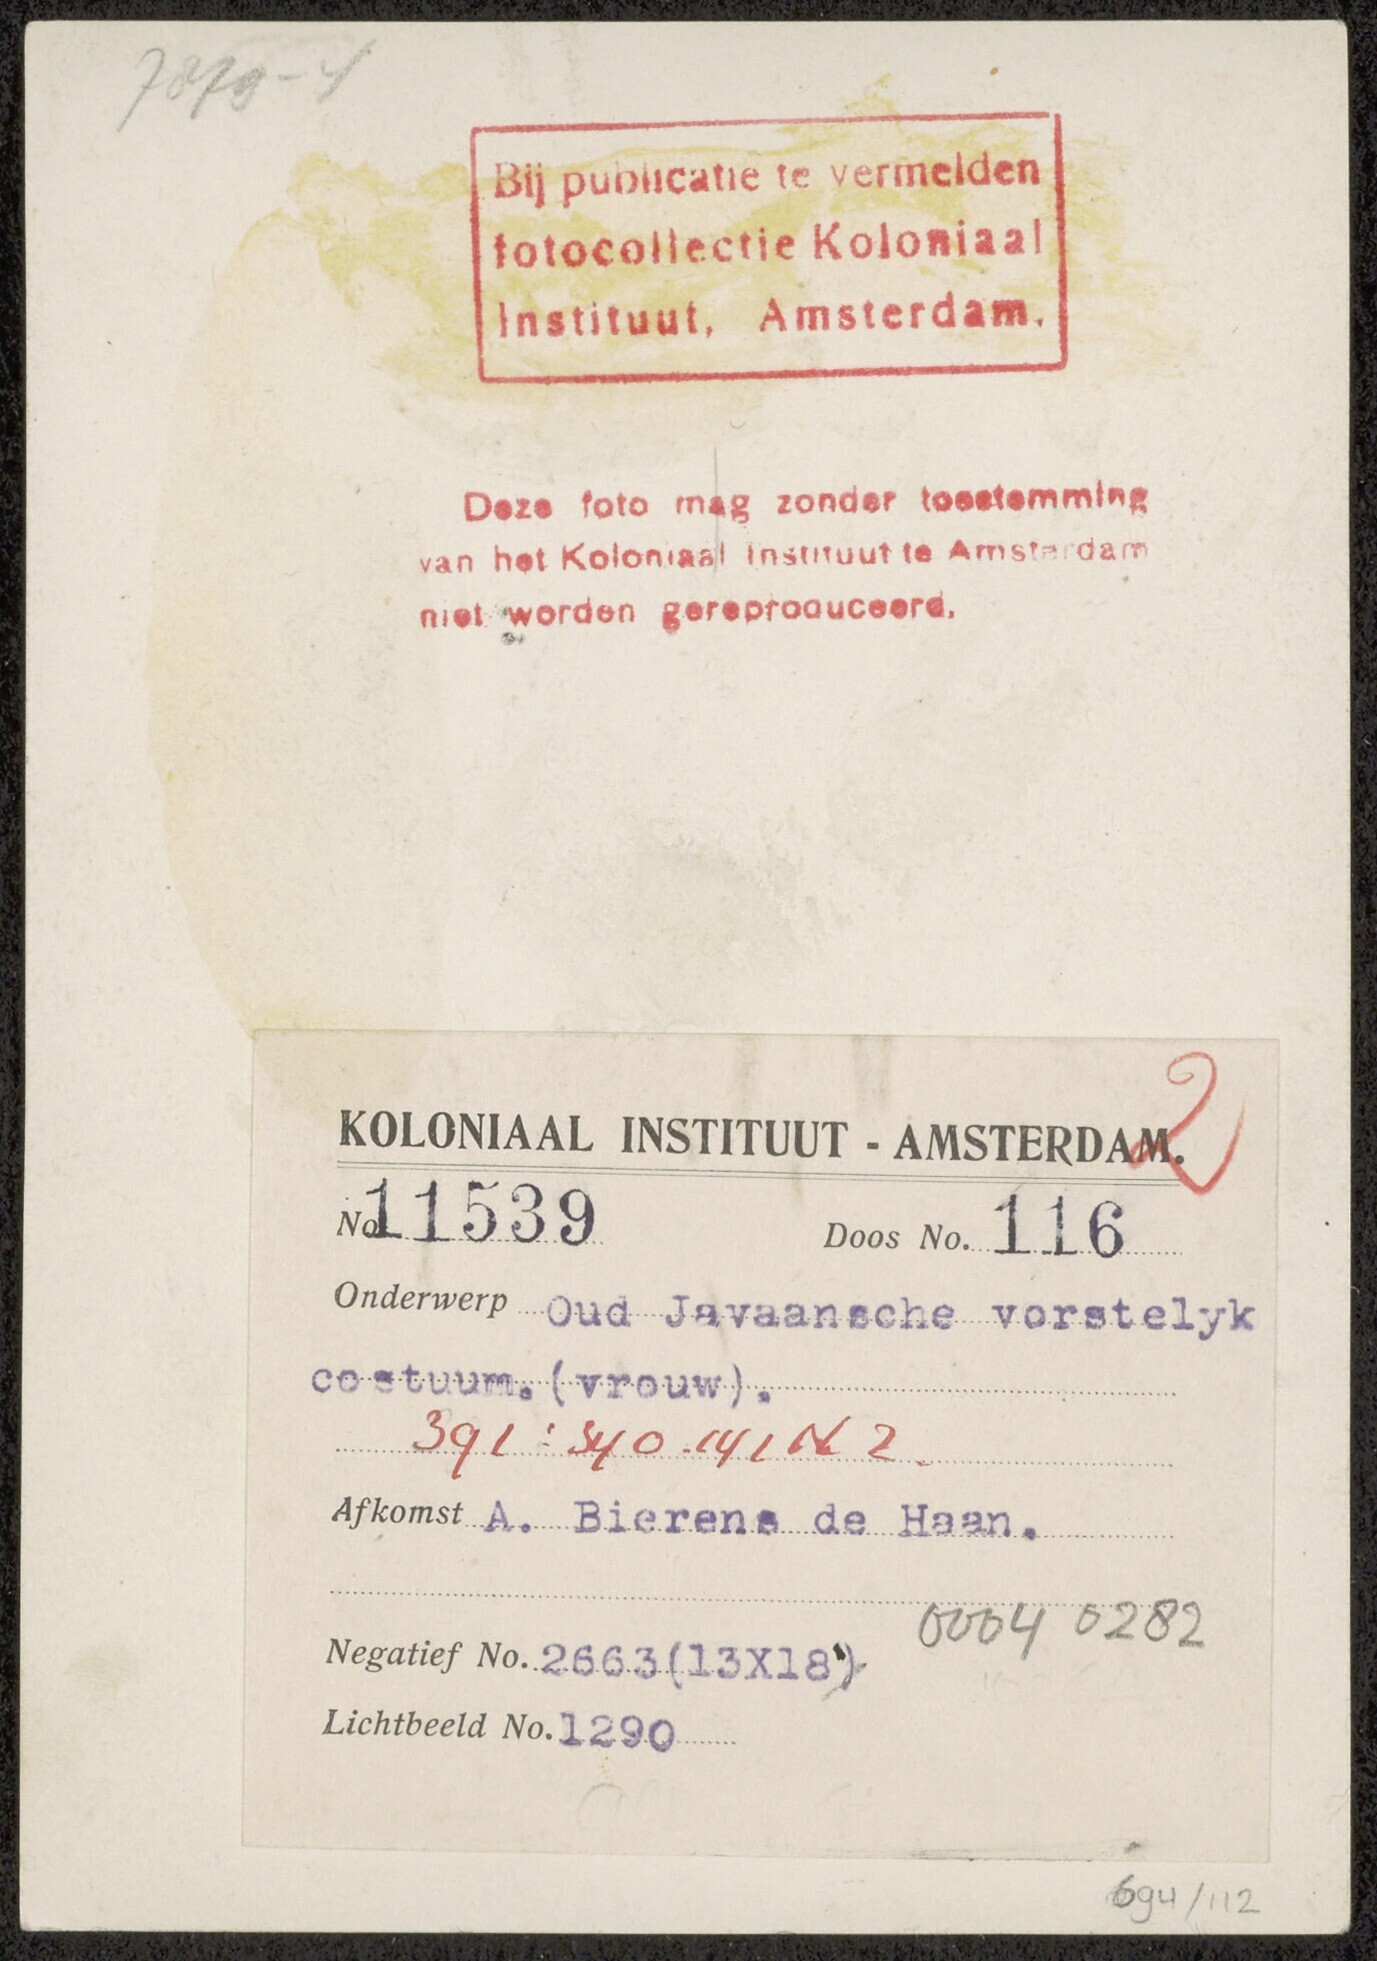 7879-4
Bij publicatie te vermelden
fotocollectie Koloniaal
Instituut, Amsterdam.
Deze foto mag zonder toestemming
van het Koloniaal Instituut te Amsterdam
niet worden gereproduceerd.
2
KOLONIAAL INSTITUUT - AMSTERDAM.
No 11539 Doos No. 116
Onderwerp Oud Javaansche vorstelyk
costuum. (vrouw).
391 : 340.141 N 2.
Afkomst A. Bierens de Haan.
0004 0282
Negatief No. 2663(13X18)
Lichtbeeld No. 1290
694/112